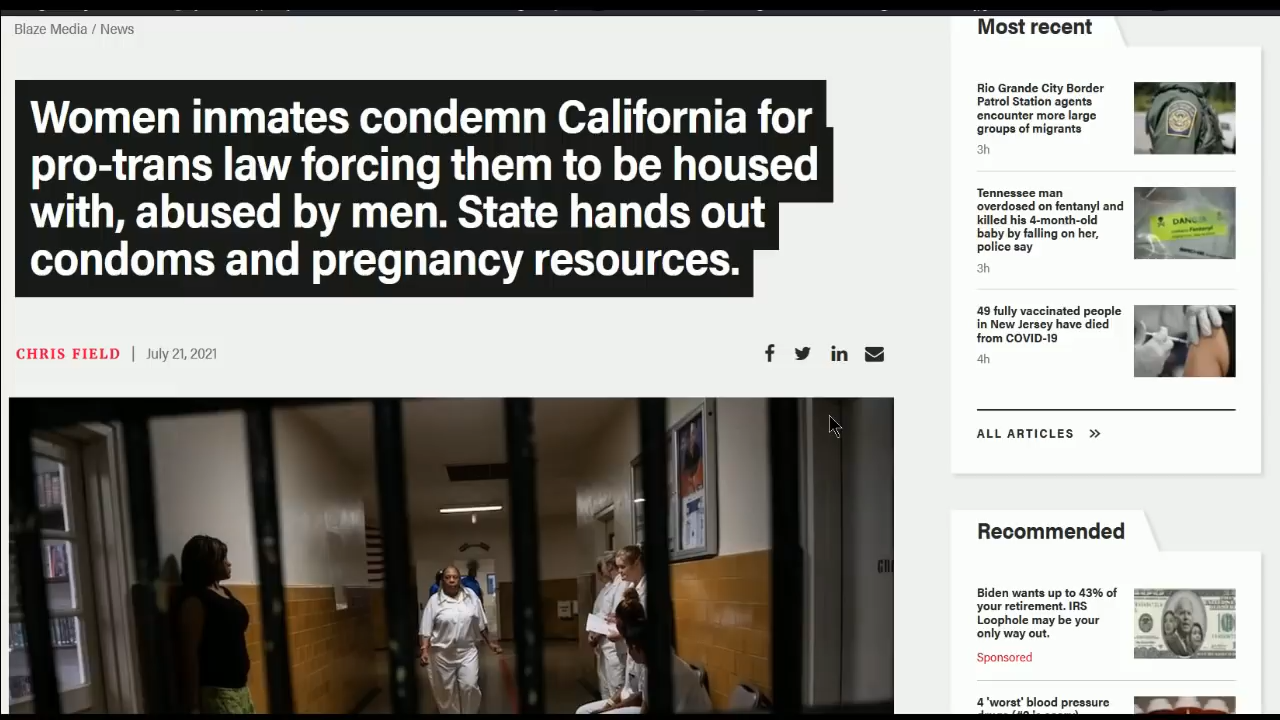 Blaze Media / News
Women inmates condemn California for
pro-trans law forcing them to be housed
with, abused by men. State hands out
condoms and pregnancy resources.
CHRIS FIELD | July 21, 2021
Most recent
Rio Grande City Border
Patrol Station agents
encounter more large
groups of migrants
3h
Tennessee man
overdosed on fentanyl and
killed his 4-month-old
baby by falling on her,
police say
3h
49 fully vaccinated people
in New Jersey have died
from COVID-19
4h
ALL ARTICLES
Recommended
Biden wants up to 43% of
your retirement. IRS
Loophole may be your
only way out.
Sponsored
4 'worst' blood pressure